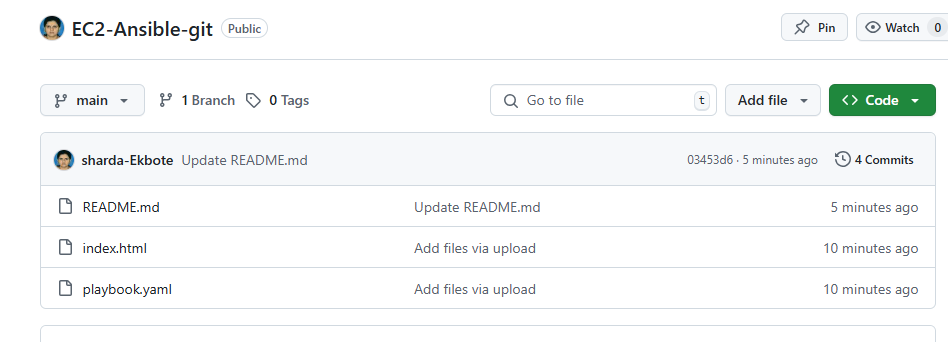 EC2-Ansible-git Public Pin Watch 0
main 1 Branch 0 Tags Go to file t Add file Code
sharda-Ekbote Update README.md 03453d6 · 5 minutes ago 4 Commits
README.md Update README.md 5 minutes ago
index.html Add files via upload 10 minutes ago
playbook.yaml Add files via upload 10 minutes ago